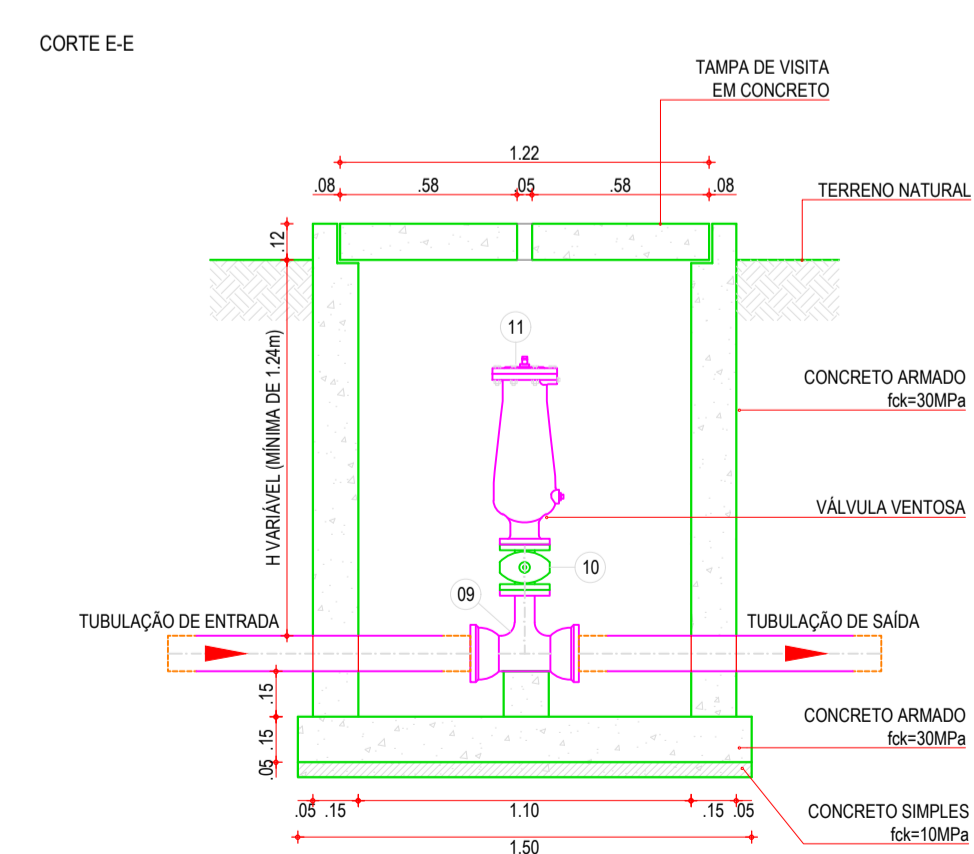 CORTE E-E
TAMPA DE VISITA
EM CONCRETO
1.22
.08
.58
.05
.58
.08
TERRENO NATURAL
.12
11
H VARIÁVEL (MÍNIMA DE 1.24m)
CONCRETO ARMADO
fck=30MPa
VÁLVULA VENTOSA
10
09
TUBULAÇÃO DE ENTRADA
TUBULAÇÃO DE SAÍDA
.15
.15
.05
CONCRETO ARMADO
fck=30MPa
.05
.15
1.10
.15
.05
CONCRETO SIMPLES
fck=10MPa
1.50